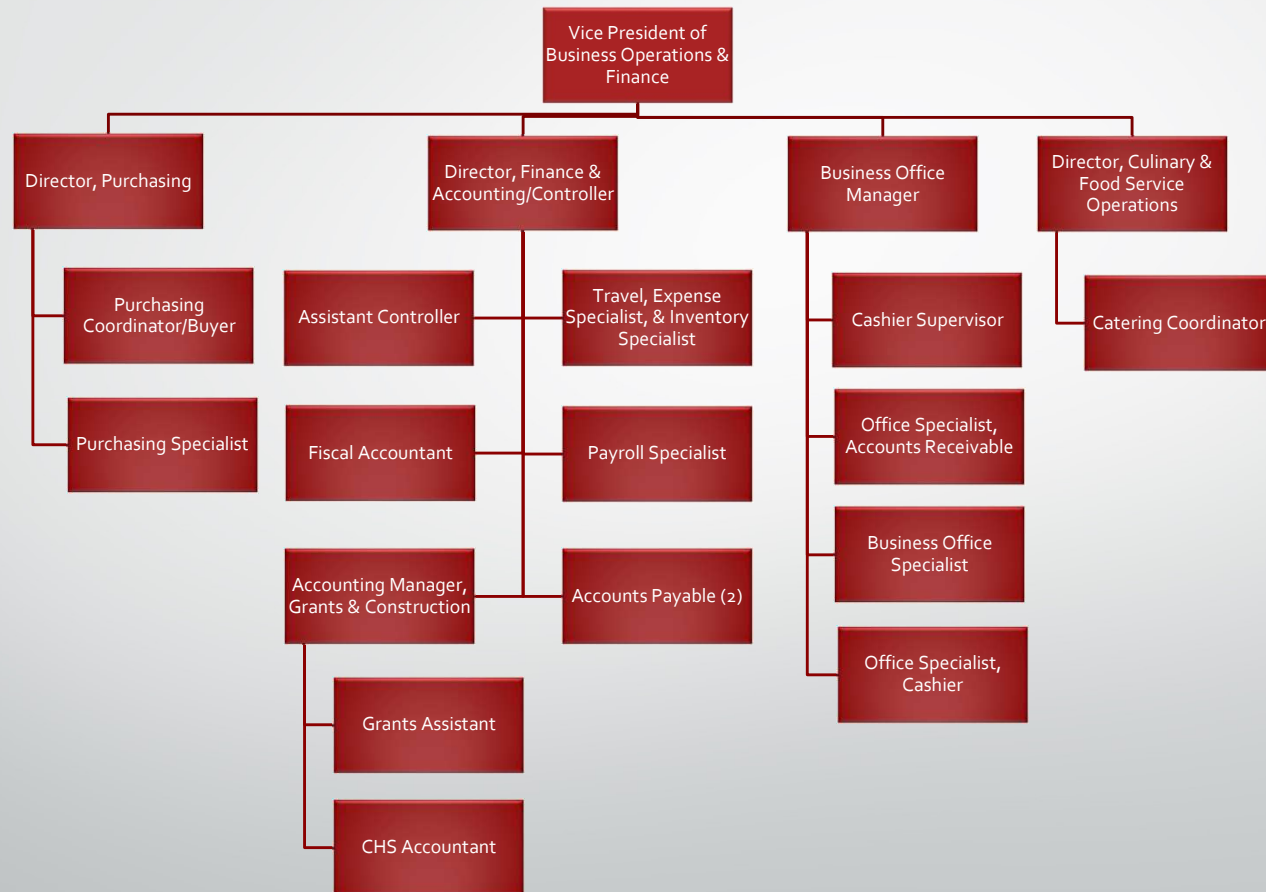 Vice President of
Business Operations &
Finance
Director, Purchasing
Director, Finance &
Accounting/Controller
Business Office
Manager
Director, Culinary &
Food Service
Operations
Purchasing
Coordinator/Buyer
Purchasing Specialist
Assistant Controller
Travel, Expense
Specialist, & Inventory
Specialist
Fiscal Accountant
Payroll Specialist
Accounting Manager,
Grants & Construction
Accounts Payable (2)
Grants Assistant
CHS Accountant
Cashier Supervisor
Office Specialist,
Accounts Receivable
Business Office
Specialist
Office Specialist,
Cashier
Catering Coordinator